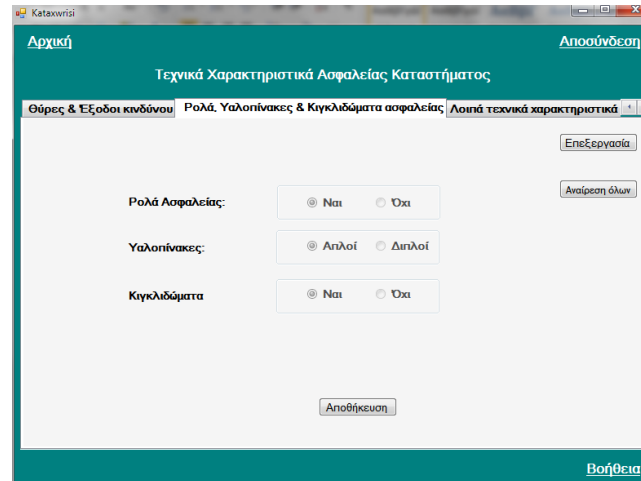 Kataxwrisi
Αρχική
Αποσύνδεση
Τεχνικά Χαρακτηριστικά Ασφαλείας Καταστήματος
Θύρες & Έξοδοι κινδύνου
Ρολά, Υαλοπίνακες & Κιγκλιδώματα ασφαλείας
Λοιπά τεχνικά χαρακτηριστικά
Επεξεργασία
Αναίρεση όλων
Ρολά Ασφαλείας:
Ναι
Όχι
Υαλοπίνακες:
Απλοί
Διπλοί
Κιγκλιδώματα
Ναι
Όχι
Αποθήκευση
Βοήθεια